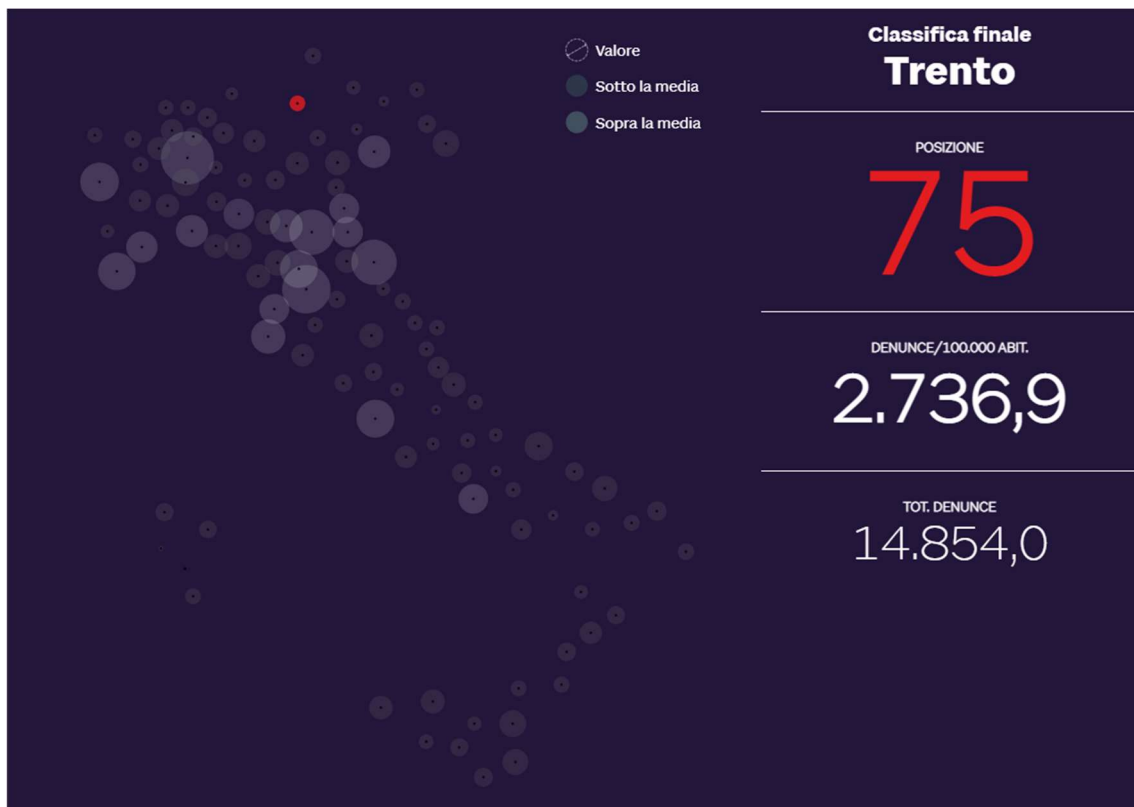 Valore
Sotto la media
Sopra la media
Classifica finale
Trento
POSIZIONE
75
DENUNCE/100.000 ABIT.
2.736,9
TOT. DENUNCE
14.854,0